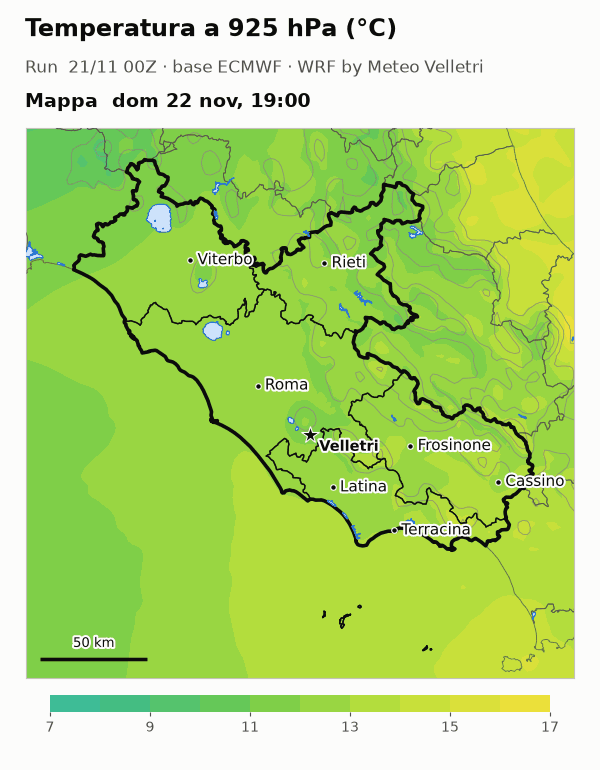 Temperatura a 925 hPa (°C)
Run  21/11 00Z · base ECMWF · WRF by Meteo Velletri
Mappa  dom 22 nov, 19:00
Viterbo
Rieti
Roma
Velletri
Frosinone
Latina
Cassino
Terracina
50 km
7 9 11 13 15 17